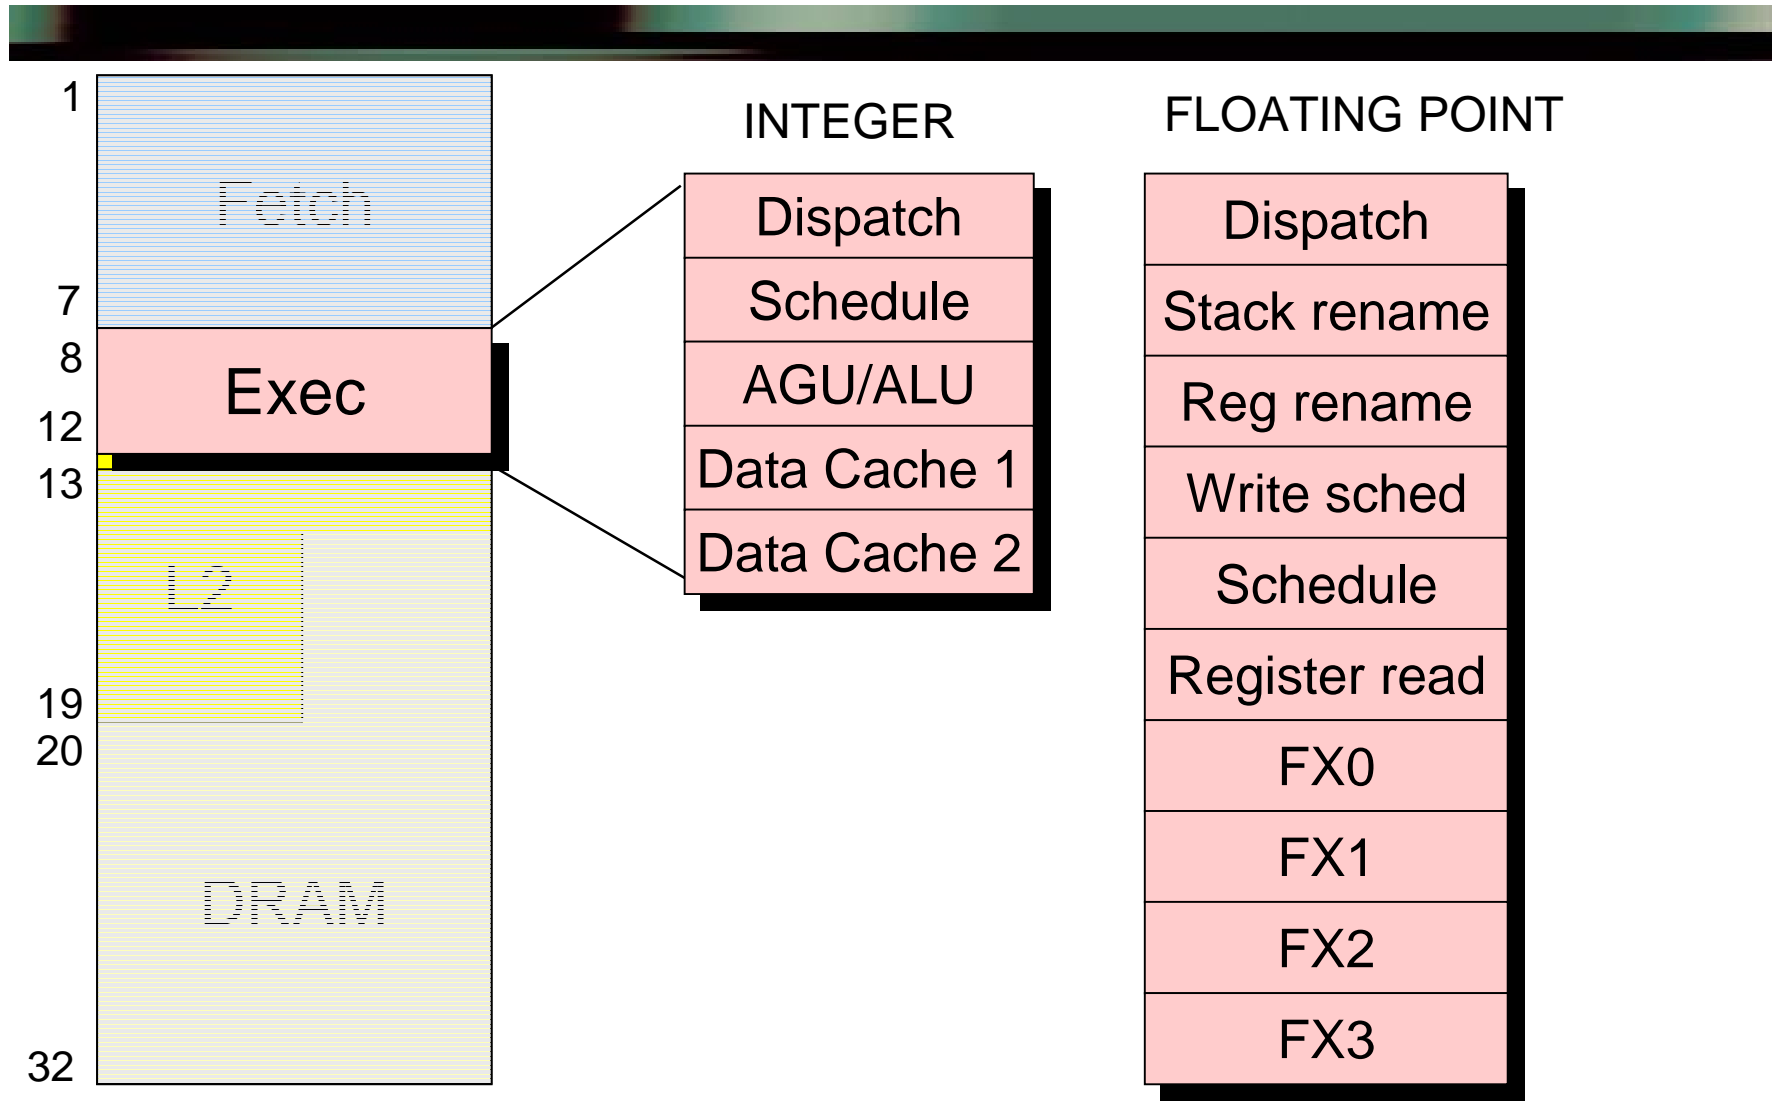 1
Fetch
7
8
Exec
12
13
L2
19
20
DRAM
32
INTEGER
Dispatch
Schedule
AGU/ALU
Data Cache 1
Data Cache 2
FLOATING POINT
Dispatch
Stack rename
Reg rename
Write sched
Schedule
Register read
FX0
FX1
FX2
FX3